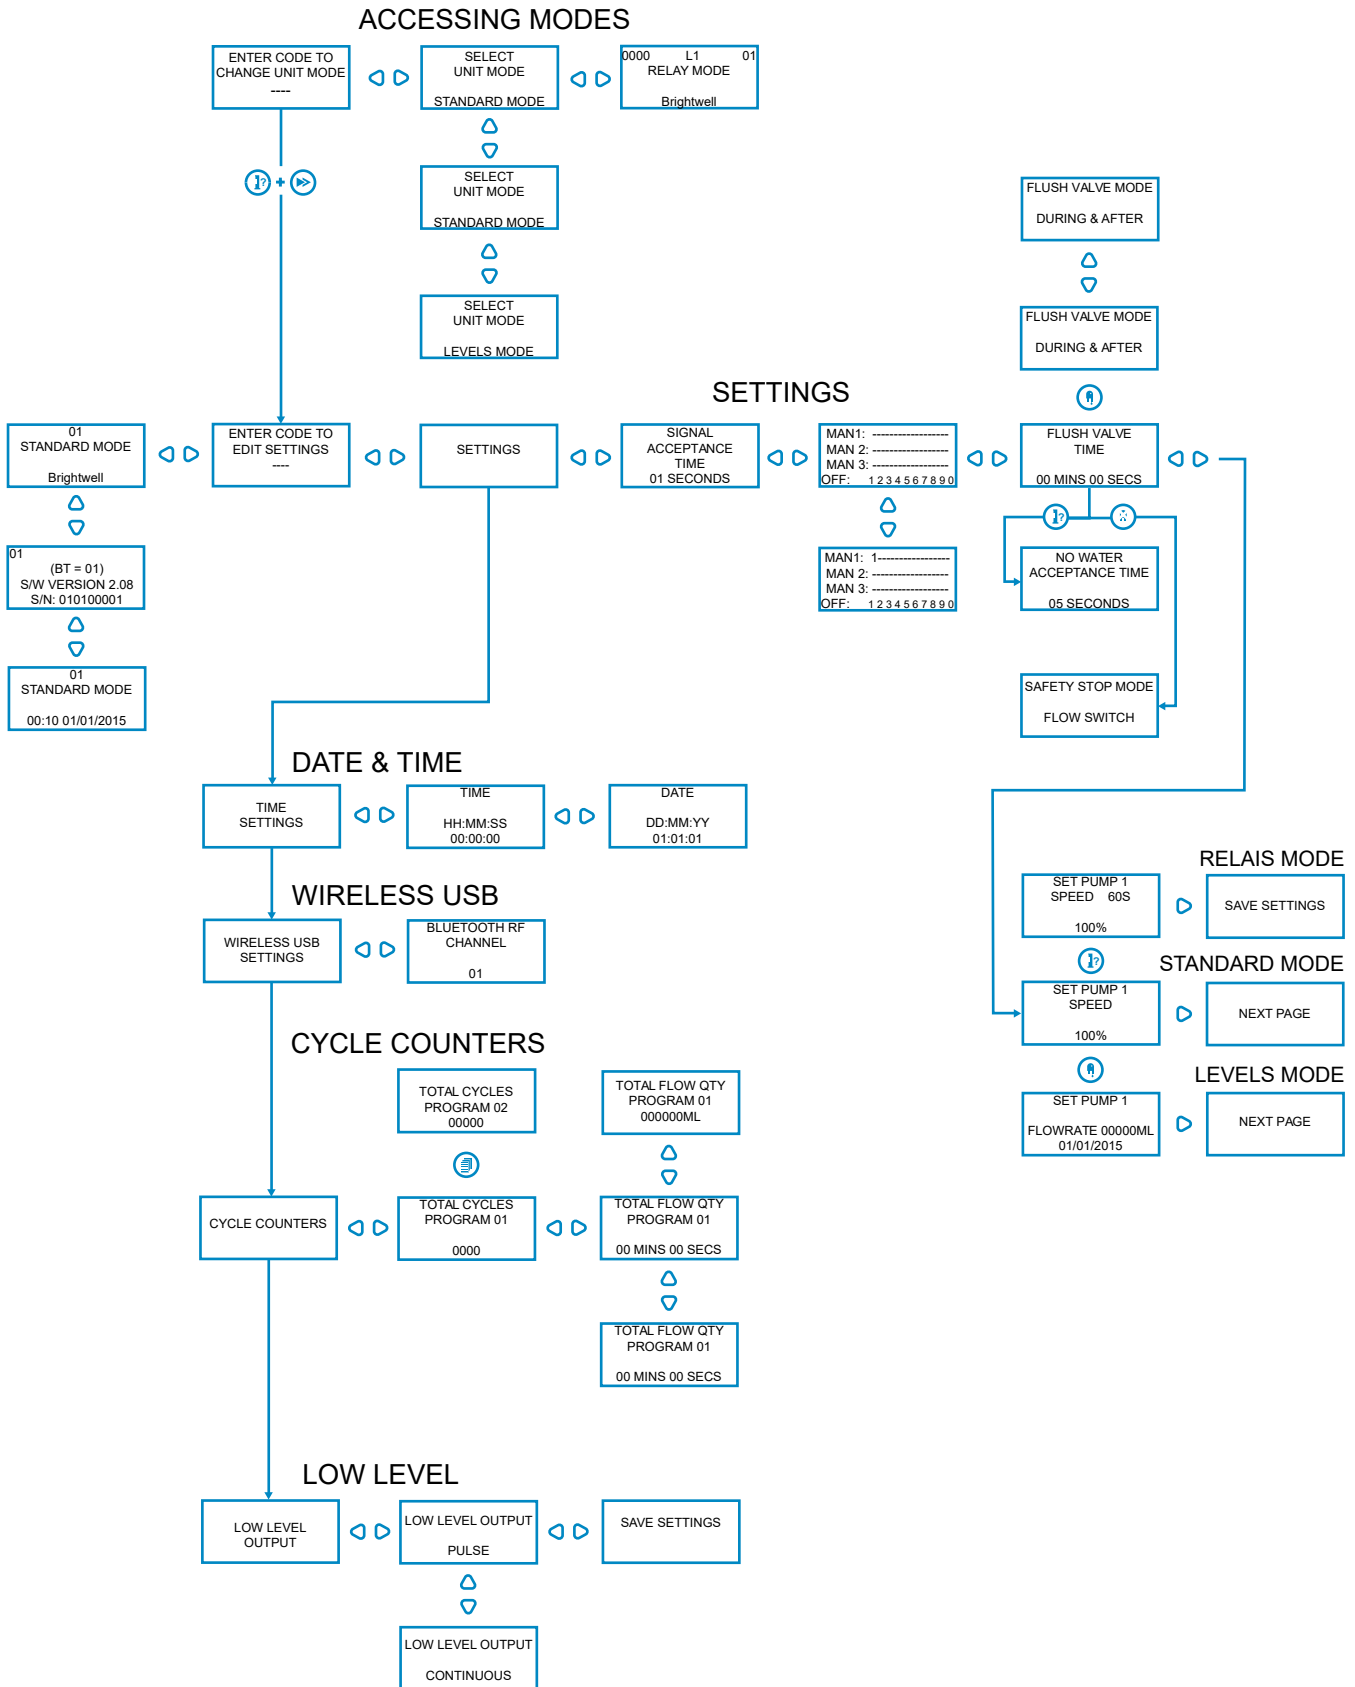 ACCESSING MODES
ENTER CODE TO
CHANGE UNIT MODE
----
SELECT
UNIT MODE
STANDARD MODE
0000 L1 01
RELAY MODE
Brightwell
1? +
SELECT
UNIT MODE
STANDARD MODE
SELECT
UNIT MODE
LEVELS MODE
FLUSH VALVE MODE
DURING & AFTER
FLUSH VALVE MODE
DURING & AFTER
SETTINGS
01
STANDARD MODE
Brightwell
ENTER CODE TO
EDIT SETTINGS
----
SETTINGS
SIGNAL
ACCEPTANCE
TIME
01 SECONDS
MAN1: ------------------
MAN 2: ------------------
MAN 3: ------------------
OFF: 1 2 3 4 5 6 7 8 9 0
FLUSH VALVE
TIME
00 MINS 00 SECS
1?
01
(BT = 01)
S/W VERSION 2.08
S/N: 010100001
MAN1: 1-----------------
MAN 2: ------------------
MAN 3: ------------------
OFF: 1 2 3 4 5 6 7 8 9 0
NO WATER
ACCEPTANCE TIME
05 SECONDS
01
STANDARD MODE
00:10 01/01/2015
SAFETY STOP MODE
FLOW SWITCH
DATE & TIME
TIME
SETTINGS
TIME
HH:MM:SS
00:00:00
DATE
DD:MM:YY
01:01:01
WIRELESS USB
WIRELESS USB
SETTINGS
BLUETOOTH RF
CHANNEL
01
RELAIS MODE
SET PUMP 1
SPEED 60S
100%
SAVE SETTINGS
1?
STANDARD MODE
SET PUMP 1
SPEED
100%
NEXT PAGE
LEVELS MODE
SET PUMP 1
FLOWRATE 00000ML
01/01/2015
NEXT PAGE
CYCLE COUNTERS
TOTAL CYCLES
PROGRAM 02
00000
TOTAL FLOW QTY
PROGRAM 01
000000ML
CYCLE COUNTERS
TOTAL CYCLES
PROGRAM 01
0000
TOTAL FLOW QTY
PROGRAM 01
00 MINS 00 SECS
TOTAL FLOW QTY
PROGRAM 01
00 MINS 00 SECS
LOW LEVEL
LOW LEVEL
OUTPUT
LOW LEVEL OUTPUT
PULSE
SAVE SETTINGS
LOW LEVEL OUTPUT
CONTINUOUS